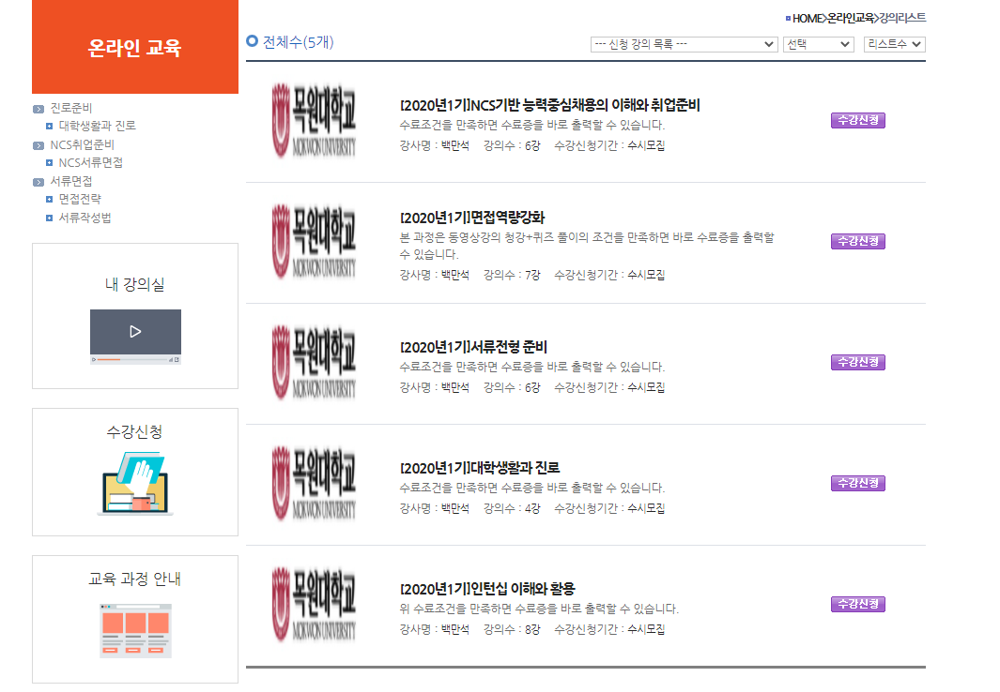 온라인 교육
진로준비
대학생활과 진로
NCS취업준비
NCS서류면접
서류면접
면접전략
서류작성법
내 강의실
수강신청
교육 과정 안내
HOME>온라인교육>강의리스트
전체수(5개)
--- 신청 강의 목록 --- 선택 리스트수
목원대학교
MOKWON UNIVERSITY
[2020년1기]NCS기반 능력중심채용의 이해와 취업준비
수료조건을 만족하면 수료증을 바로 출력할 수 있습니다.
강사명 : 백만석 강의수 : 6강 수강신청기간 : 수시모집
수강신청
목원대학교
MOKWON UNIVERSITY
[2020년1기]면접역량강화
본 과정은 동영상강의 청강+퀴즈 풀이의 조건을 만족하면 바로 수료증을 출력할
수 있습니다.
강사명 : 백만석 강의수 : 7강 수강신청기간 : 수시모집
수강신청
목원대학교
MOKWON UNIVERSITY
[2020년1기]서류전형 준비
수료조건을 만족하면 수료증을 바로 출력할 수 있습니다.
강사명 : 백만석 강의수 : 6강 수강신청기간 : 수시모집
수강신청
목원대학교
MOKWON UNIVERSITY
[2020년1기]대학생활과 진로
수료조건을 만족하면 수료증을 바로 출력할 수 있습니다.
강사명 : 백만석 강의수 : 4강 수강신청기간 : 수시모집
수강신청
목원대학교
MOKWON UNIVERSITY
[2020년1기]인턴십 이해와 활용
위 수료조건을 만족하면 수료증을 바로 출력할 수 있습니다.
강사명 : 백만석 강의수 : 8강 수강신청기간 : 수시모집
수강신청